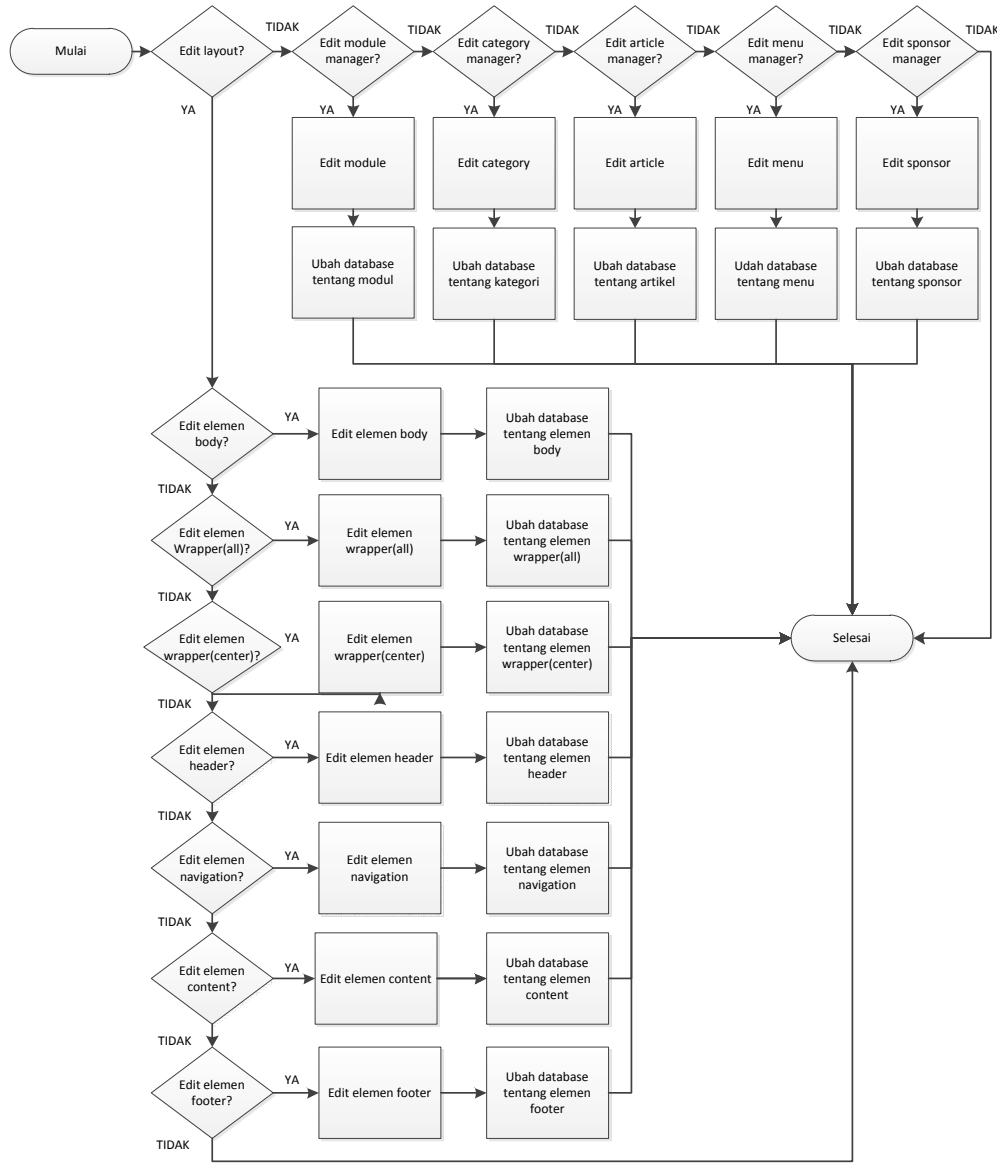 Mulai
Edit layout?
TIDAK
Edit module
manager?
TIDAK
Edit category
manager?
TIDAK
Edit article
manager?
TIDAK
Edit menu
manager?
TIDAK
Edit sponsor
manager
TIDAK
YA
YA
YA
YA
YA
YA
Edit module
Edit category
Edit article
Edit menu
Edit sponsor
Ubah database
tentang modul
Ubah database
tentang kategori
Ubah database
tentang artikel
Udah database
tentang menu
Ubah database
tentang sponsor
Edit elemen
body?
YA
Edit elemen body
Ubah database
tentang elemen
body
TIDAK
Edit elemen
Wrapper(all)?
YA
Edit elemen
wrapper(all)
Ubah database
tentang elemen
wrapper(all)
TIDAK
Edit elemen
wrapper(center)?
YA
Edit elemen
wrapper(center)
Ubah database
tentang elemen
wrapper(center)
Selesai
TIDAK
Edit elemen
header?
YA
Edit elemen header
Ubah database
tentang elemen
header
TIDAK
Edit elemen
navigation?
YA
Edit elemen
navigation
Ubah database
tentang elemen
navigation
TIDAK
Edit elemen
content?
YA
Edit elemen content
Ubah database
tentang elemen
content
TIDAK
Edit elemen
footer?
YA
Edit elemen footer
Ubah database
tentang elemen
footer
TIDAK